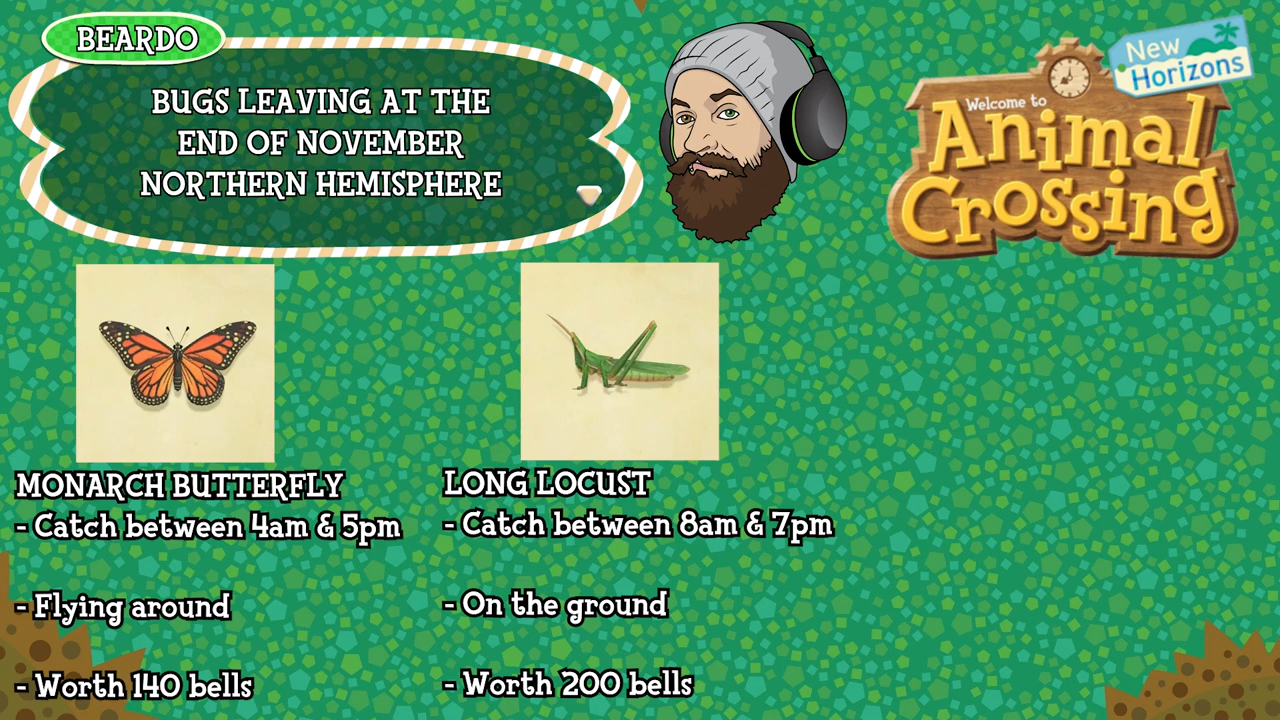 BEARDO
BUGS LEAVING AT THE
END OF NOVEMBER
NORTHERN HEMISPHERE
New
Horizons
Welcome to
Animal
Crossing
MONARCH BUTTERFLY
- Catch between 4am & 5pm
- Flying around
- Worth 140 bells
LONG LOCUST
- Catch between 8am & 7pm
- On the ground
- Worth 200 bells